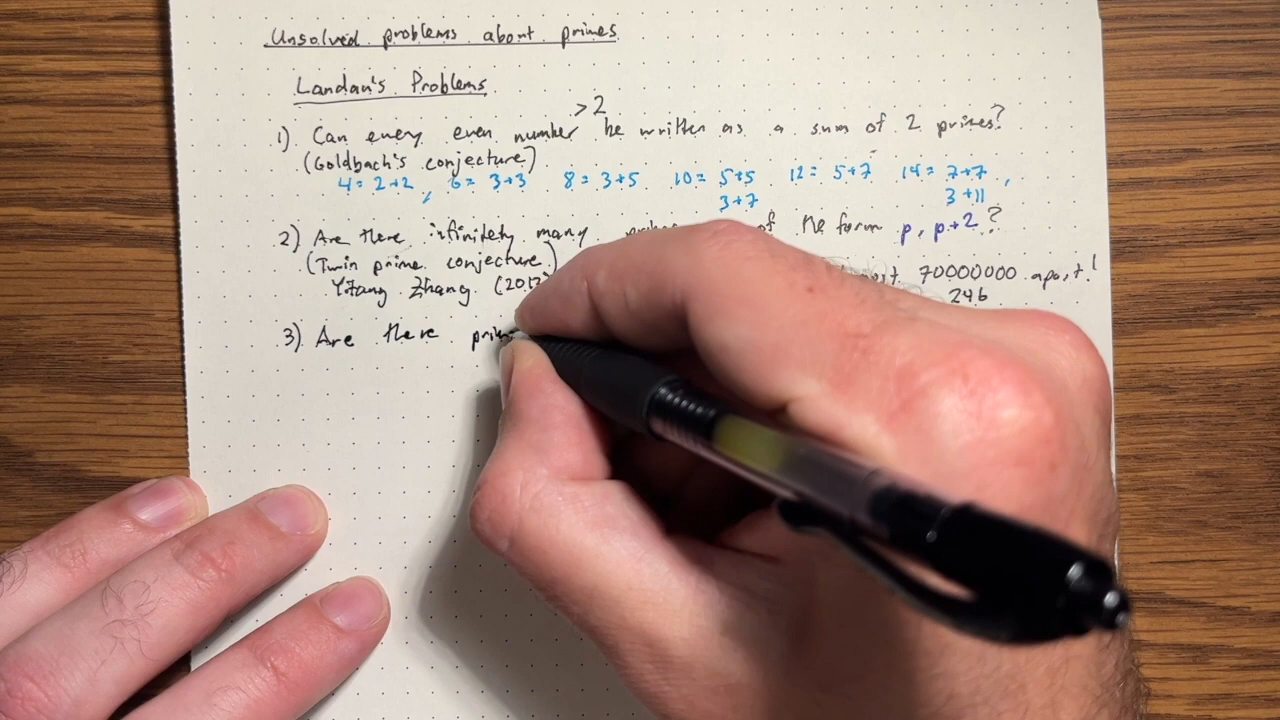 Unsolved problems about primes
Landau's Problems
>2
1) Can every even number be written as a sum of 2 primes?
(Goldbach's conjecture)
4 = 2+2, 6 = 3+3 8 = 3+5 10 = 5+5 12 = 5+7 14 = 7+7,
3+7 3+11
2) Are there infinitely many of the form p, p+2?
(Twin prime conjecture)
Yitang Zhang (2013 70000000 apart!
246
3) Are there prim